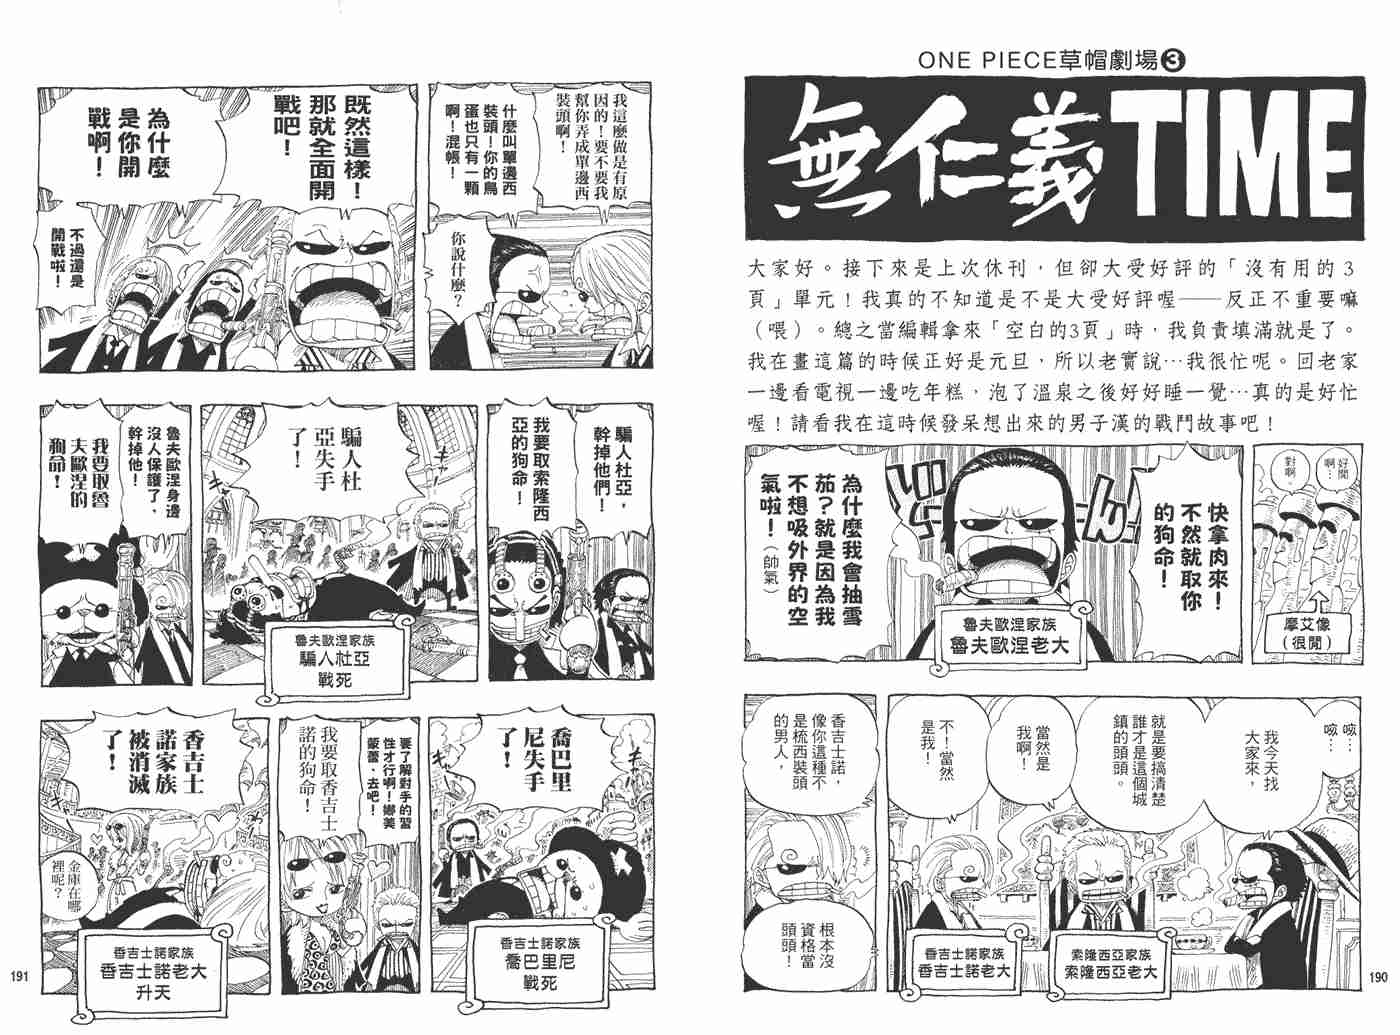 ONE PIECE草帽劇場3
無仁義TIME
大家好。接下來是上次休刊，但卻大受好評的「沒有用的3
頁」單元！我真的不知道是不是大受好評喔——反正不重要嘛
（喂）。總之當編輯拿來「空白的3頁」時，我負責填滿就是了。
我在畫這篇的時候正好是元旦，所以老實說…我很忙呢。回老家
一邊看電視一邊吃年糕，泡了溫泉之後好好睡一覺…真的是好忙
喔！請看我在這時候發呆想出來的男子漢的戰鬥故事吧！
好閒
啊…
對啊。
摩艾像
（很閒）
快拿肉來！
不然就取你
的狗命！
為什麼我會抽雪
茄？就是因為我
不想吸外界的空
氣啦！（帥氣）
魯夫歐涅家族
魯夫歐涅老大
嗷…
嗷…
我今天找
大家來，
就是要搞清楚
誰才是這個城
鎮的頭頭。
當然是
我啊！
不！當然
是我！
索隆西亞家族
索隆西亞老大
香吉士諾家族
香吉士諾老大
香吉士諾，
像你這種不
是梳西裝頭
的男人，
根本沒
資格當
頭頭！
190
我這麼做是有原
因的！要不要我
幫你弄成單邊西
裝頭啊！
什麼叫單邊西
裝頭！你的鳥
蛋也只有一顆
啊！混帳！
你說什麼？
既然這樣！
那就全面開
戰吧！
為什麼
是你開
戰啊！
不過還是
開戰啦！
騙人杜亞，
幹掉他們！
我要取索隆西
亞的狗命！
騙人杜
亞失手
了！
魯夫歐涅家族
騙人杜亞
戰死
魯夫歐涅身邊
沒人保護了，
幹掉他！
我要取魯
夫歐涅的
狗命！
喬巴里
尼失手
了！
香吉士諾家族
喬巴里尼
戰死
要了解對手的習
性才行啊！娜美
蒙蕾，去吧！
我要取香吉士
諾的狗命！
香吉士
諾家族
被消滅
了！
金庫在哪
裡呢？
香吉士諾家族
香吉士諾老大
升天
191